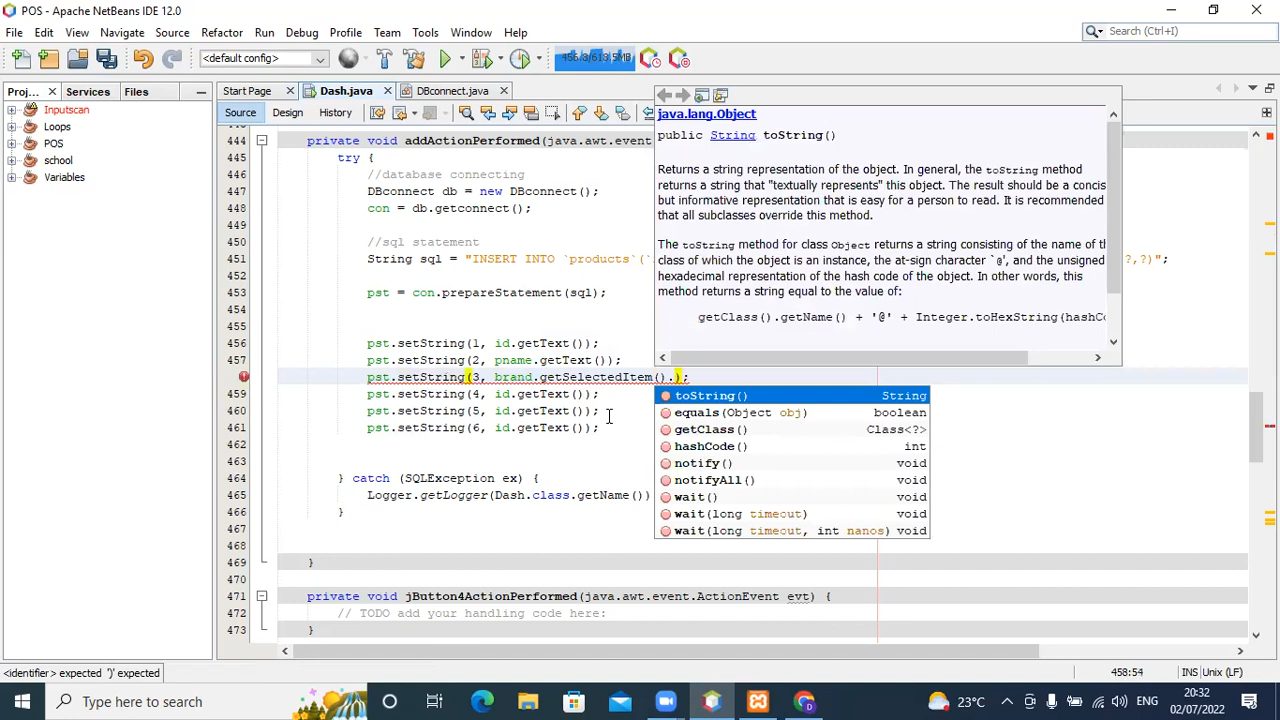 POS - Apache NetBeans IDE 12.0
File Edit View Navigate Source Refactor Run Debug Profile Team Tools Window Help
Search (Ctrl+I)
<default config>
456.8/618.5MB
Proj... Services Files
Start Page Dash.java DBconnect.java
Source Design History
Inputscan
Loops
POS
school
Variables
444 private void addActionPerformed(java.awt.event
445 try {
446 //database connecting
447 DBconnect db = new DBconnect();
448 con = db.getconnect();
449
450 //sql statement
451 String sql = "INSERT INTO `products`(` ?,?)";
453 pst = con.prepareStatement(sql);
454
455
456 pst.setString(1, id.getText());
457 pst.setString(2, pname.getText());
pst.setString(3, brand.getSelectedItem().);
459 pst.setString(4, id.getText());
460 pst.setString(5, id.getText());
461 pst.setString(6, id.getText());
462
463
464 } catch (SQLException ex) {
465 Logger.getLogger(Dash.class.getName())
466 }
467
468
469 }
470
471 private void jButton4ActionPerformed(java.awt.event.ActionEvent evt) {
472 // TODO add your handling code here:
473 }
java.lang.Object
public String toString()
Returns a string representation of the object. In general, the toString method
returns a string that "textually represents" this object. The result should be a concis
but informative representation that is easy for a person to read. It is recommended
that all subclasses override this method.
The toString method for class Object returns a string consisting of the name of th
class of which the object is an instance, the at-sign character `@', and the unsigned
hexadecimal representation of the hash code of the object. In other words, this
method returns a string equal to the value of:
getClass().getName() + '@' + Integer.toHexString(hashCo
toString() String
equals(Object obj) boolean
getClass() Class<?>
hashCode() int
notify() void
notifyAll() void
wait() void
wait(long timeout) void
wait(long timeout, int nanos) void
<identifier> expected ')' expected
458:54
INS Unix (LF)
Type here to search
23°C
ENG
20:32
02/07/2022